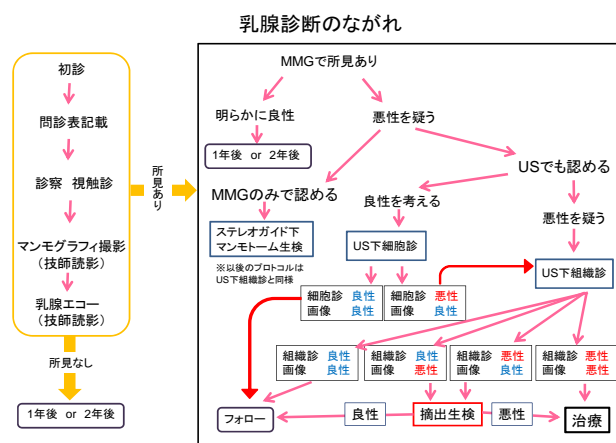 乳腺診断のながれ
初診
問診表記載
診察 視触診
マンモグラフィ撮影
(技師読影)
乳腺エコー
(技師読影)
所見なし
1年後 or 2年後
所見あり
MMGで所見あり
明らかに良性
1年後 or 2年後
悪性を疑う
MMGのみで認める
ステレオガイド下
マンモトーム生検
※以後のプロトコルは
US下組織診と同様
USでも認める
良性を考える
US下細胞診
悪性を疑う
US下組織診
細胞診 良性
画像 良性
細胞診 悪性
画像 良性
組織診 良性
画像 良性
組織診 良性
画像 悪性
組織診 悪性
画像 良性
組織診 悪性
画像 悪性
フォロー
良性
摘出生検
悪性
治療